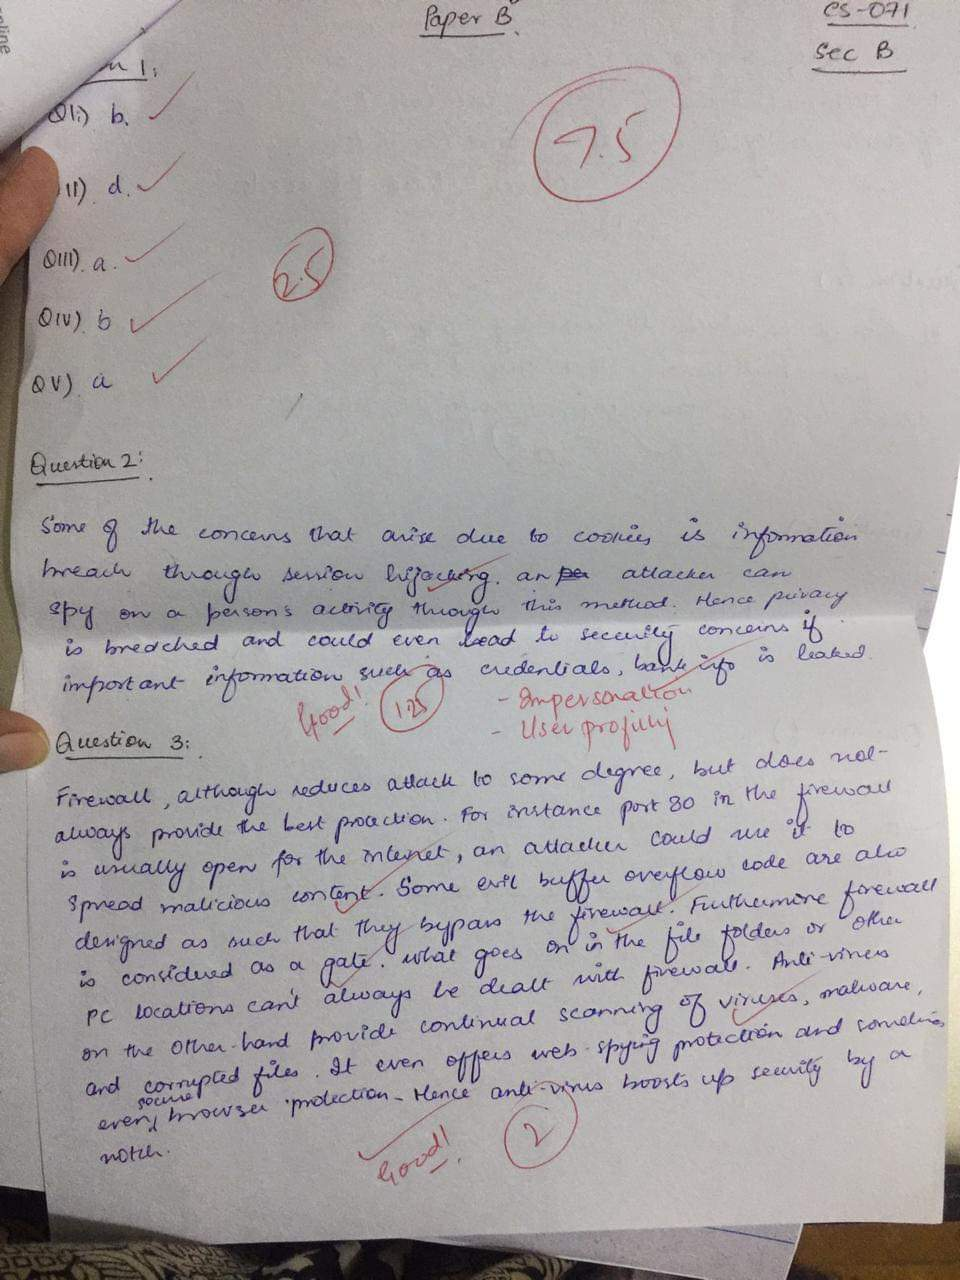 nline
Paper B
CS-071
Sec B
n 1:
QI:) b.
II) d.
QIII). a.
QIV) b
QV) a
7.5
2.5
Question 2:
Some of the concerns that arise due to cookies is information
breach through session hijacking. an attacker can
spy on a person's activity through this method. Hence privacy
is breached and could even lead to security concerns if
important information such as credentials, bank info is leaked.
Good! 1.25
- Impersonation
- User profiling
Question 3:
Firewall, although reduces attack to some degree, but does not-
always provide the best protection. For instance port 80 in the firewall
is usually open for the internet, an attacker could use it to
spread malicious content. Some evil buffer overflow code are also
designed as such that they bypass the firewall. Furthermore firewall
is considered as a gate. what goes on in the file folders or other
PC locations can't always be dealt with firewall. Anti-virus
on the other-hand provide continual scanning of viruses, malware,
and corrupted files. It even offers web-spying protection and sometimes
even secure browser protection- Hence anti-virus boosts up security by a
notch.
Good! 2